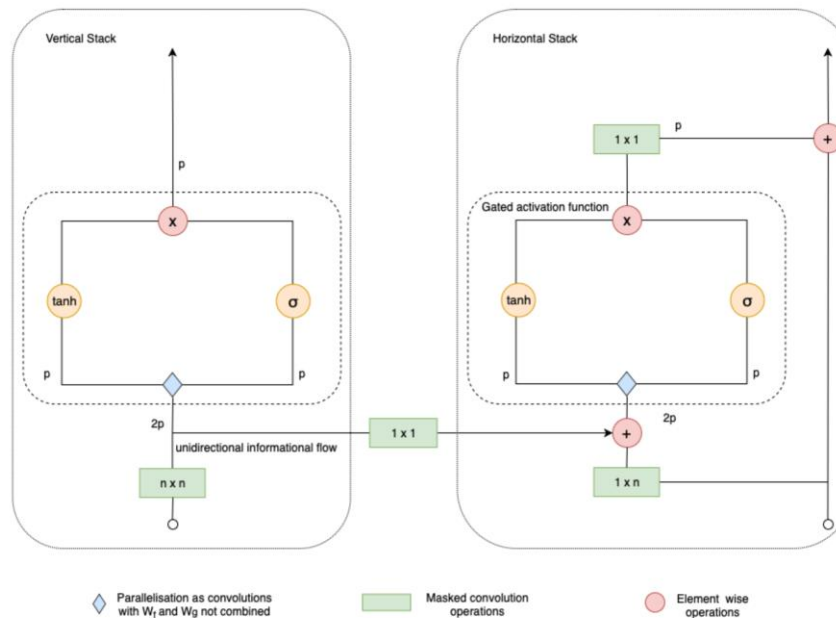 Vertical Stack
Horizontal Stack
p
1 x 1
+
p
x
Gated activation function
x
tanh
σ
tanh
σ
p
p
p
p
2p
2p
unidirectional informational flow
1 x 1
+
n x n
1 x n
Parallelisation as convolutions
with Wf and Wg not combined
Masked convolution
operations
Element wise
operations